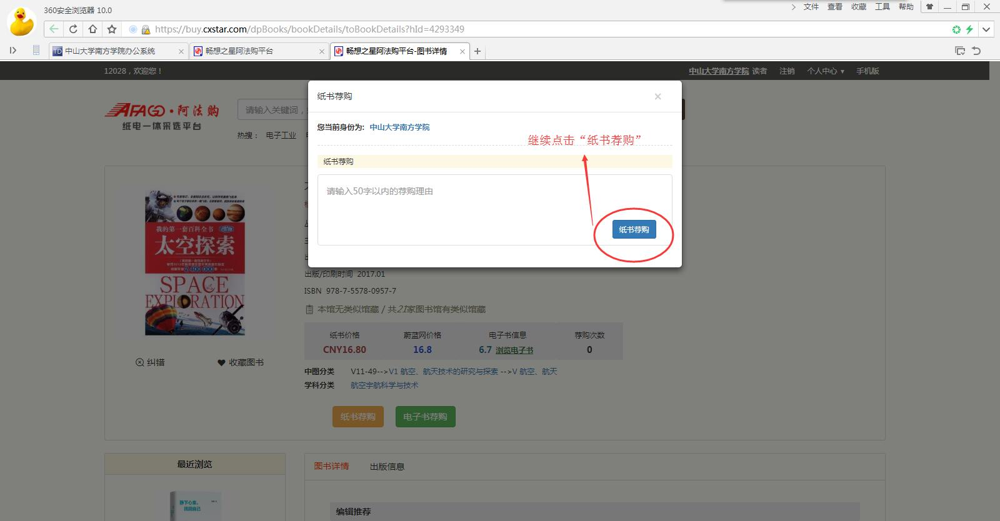 360安全浏览器 10.0
文件 查看 收藏 工具 帮助
https://buy.cxstar.com/dpBooks/bookDetails/toBookDetails?hId=4293349
中山大学南方学院办公系统
畅想之星阿法购平台
畅想之星阿法购平台-图书详情
12028，欢迎您！
中山大学南方学院 读者 注销 个人中心 手机版
AFAGO·阿法购
纸电一体采选平台
请输入关键词，
热搜： 电子工业
纸书荐购
您当前身份为: 中山大学南方学院
继续点击“纸书荐购”
纸书荐购
请输入50字以内的荐购理由
纸书荐购
我的第一套百科全书
太空探索
SPACE
EXPLORATION
纠错 收藏图书
出版/印刷时间 2017.01
ISBN 978-7-5578-0957-7
本馆无类似馆藏 / 共21家图书馆有类似馆藏
纸书价格 蔚蓝网价格 电子书信息 荐购次数
CNY16.80 16.8 6.7 浏览电子书 0
中图分类 V11-49-->V1 航空、航天技术的研究与探索 -->V 航空、航天
学科分类 航空宇航科学与技术
纸书荐购 电子书荐购
最近浏览
图书详情 出版信息
静下心来，
找回自己
编辑推荐